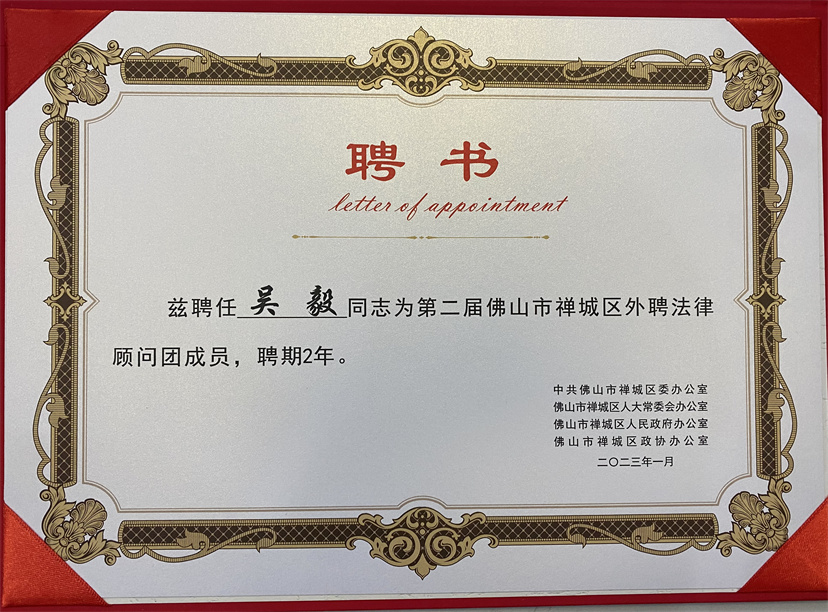 聘 书
letter of appointment
兹聘任 吴 毅 同志为第二届佛山市禅城区外聘法律
顾问团成员，聘期2年。
中共佛山市禅城区委办公室
佛山市禅城区人大常委会办公室
佛山市禅城区人民政府办公室
佛山市禅城区政协办公室
二〇二三年一月